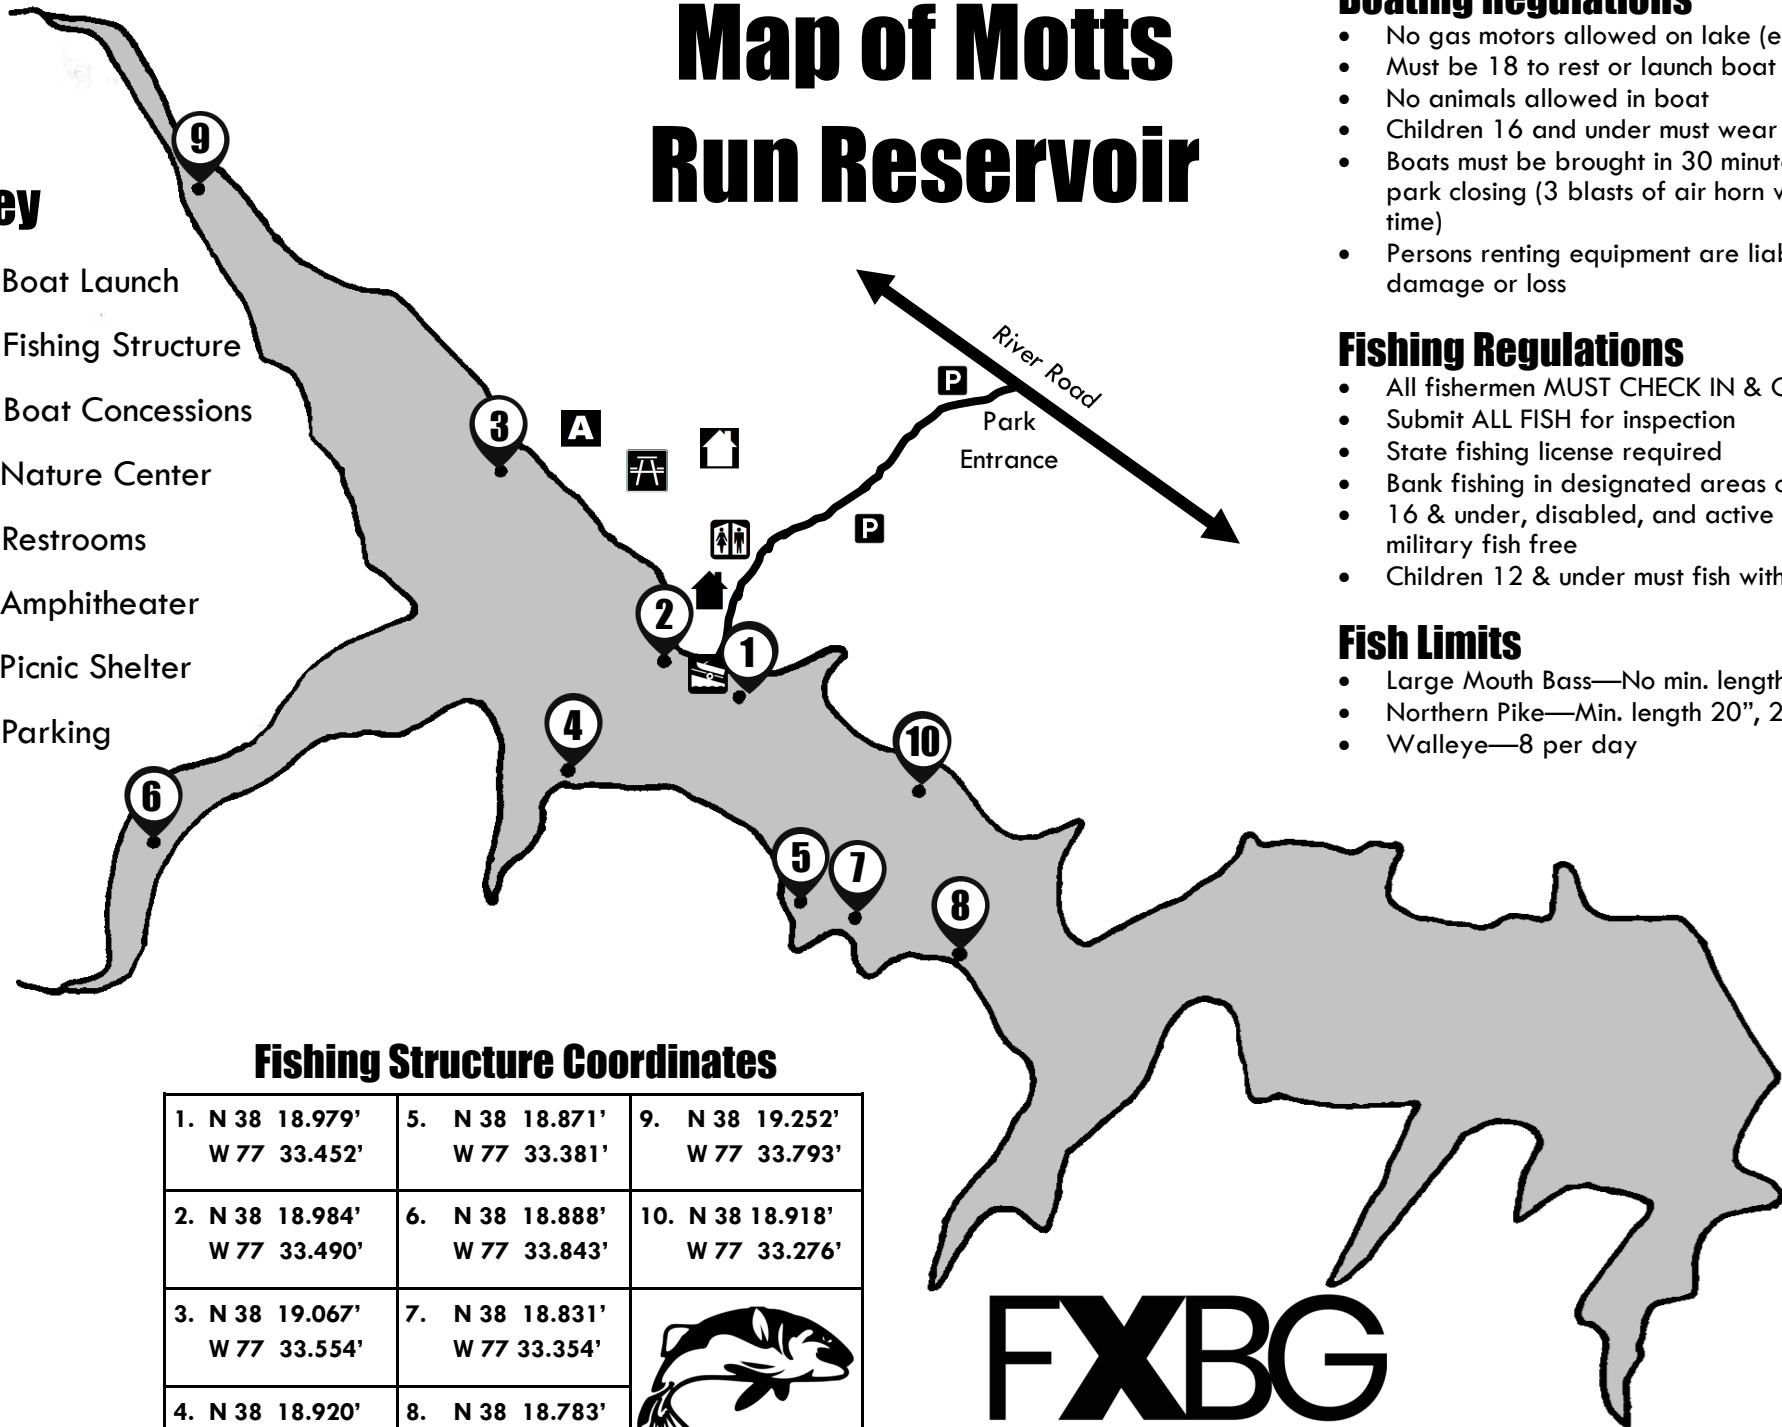 Map of Motts
Run Reservoir
ey
Boat Launch
Fishing Structure
Boat Concessions
Nature Center
Restrooms
Amphitheater
Picnic Shelter
Parking
9
3
A
2
1
4
10
6
5
7
8
P
P
River Road
Park
Entrance
Boating Regulations
• No gas motors allowed on lake (e
• Must be 18 to rest or launch boat
• No animals allowed in boat
• Children 16 and under must wear
• Boats must be brought in 30 minut
park closing (3 blasts of air horn
time)
• Persons renting equipment are lia
damage or loss
Fishing Regulations
• All fishermen MUST CHECK IN &
• Submit ALL FISH for inspection
• State fishing license required
• Bank fishing in designated areas
• 16 & under, disabled, and active
military fish free
• Children 12 & under must fish with
Fish Limits
• Large Mouth Bass—No min. length
• Northern Pike—Min. length 20”, 2
• Walleye—8 per day
Fishing Structure Coordinates
1. N 38 18.979’
W 77 33.452’
2. N 38 18.984’
W 77 33.490’
3. N 38 19.067’
W 77 33.554’
4. N 38 18.920’
5. N 38 18.871’
W 77 33.381’
6. N 38 18.888’
W 77 33.843’
7. N 38 18.831’
W 77 33.354’
8. N 38 18.783’
9. N 38 19.252’
W 77 33.793’
10. N 38 18.918’
W 77 33.276’
FXBG